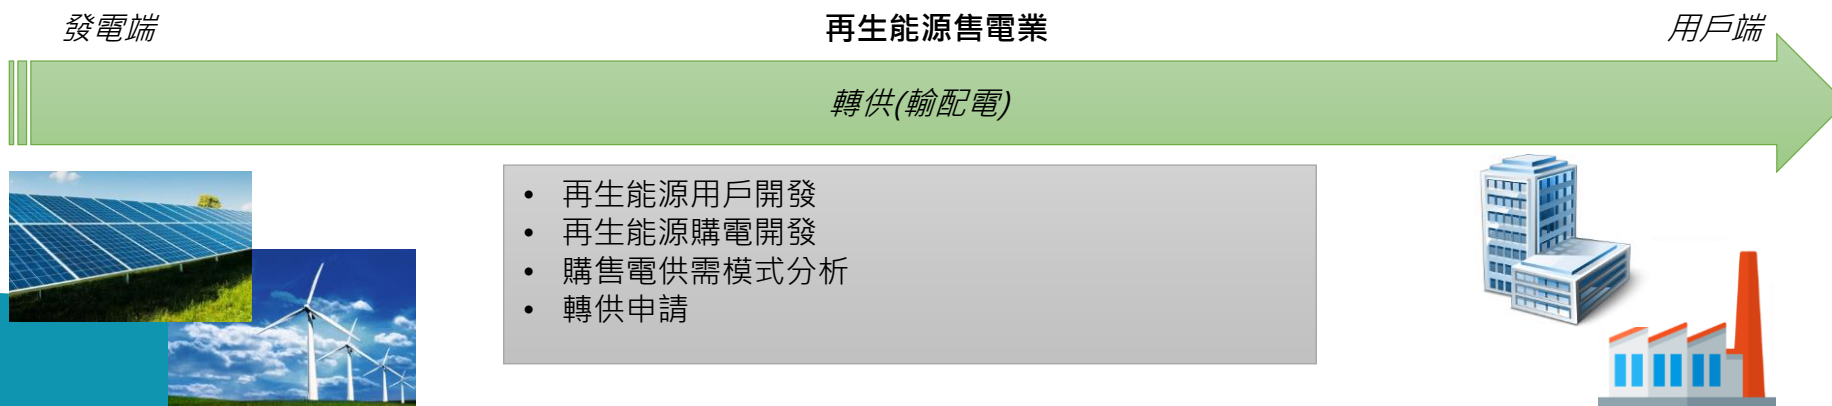 發電端
再生能源售電業
用戶端
轉供(輸配電)
• 再生能源用戶開發
• 再生能源購電開發
• 購售電供需模式分析
• 轉供申請